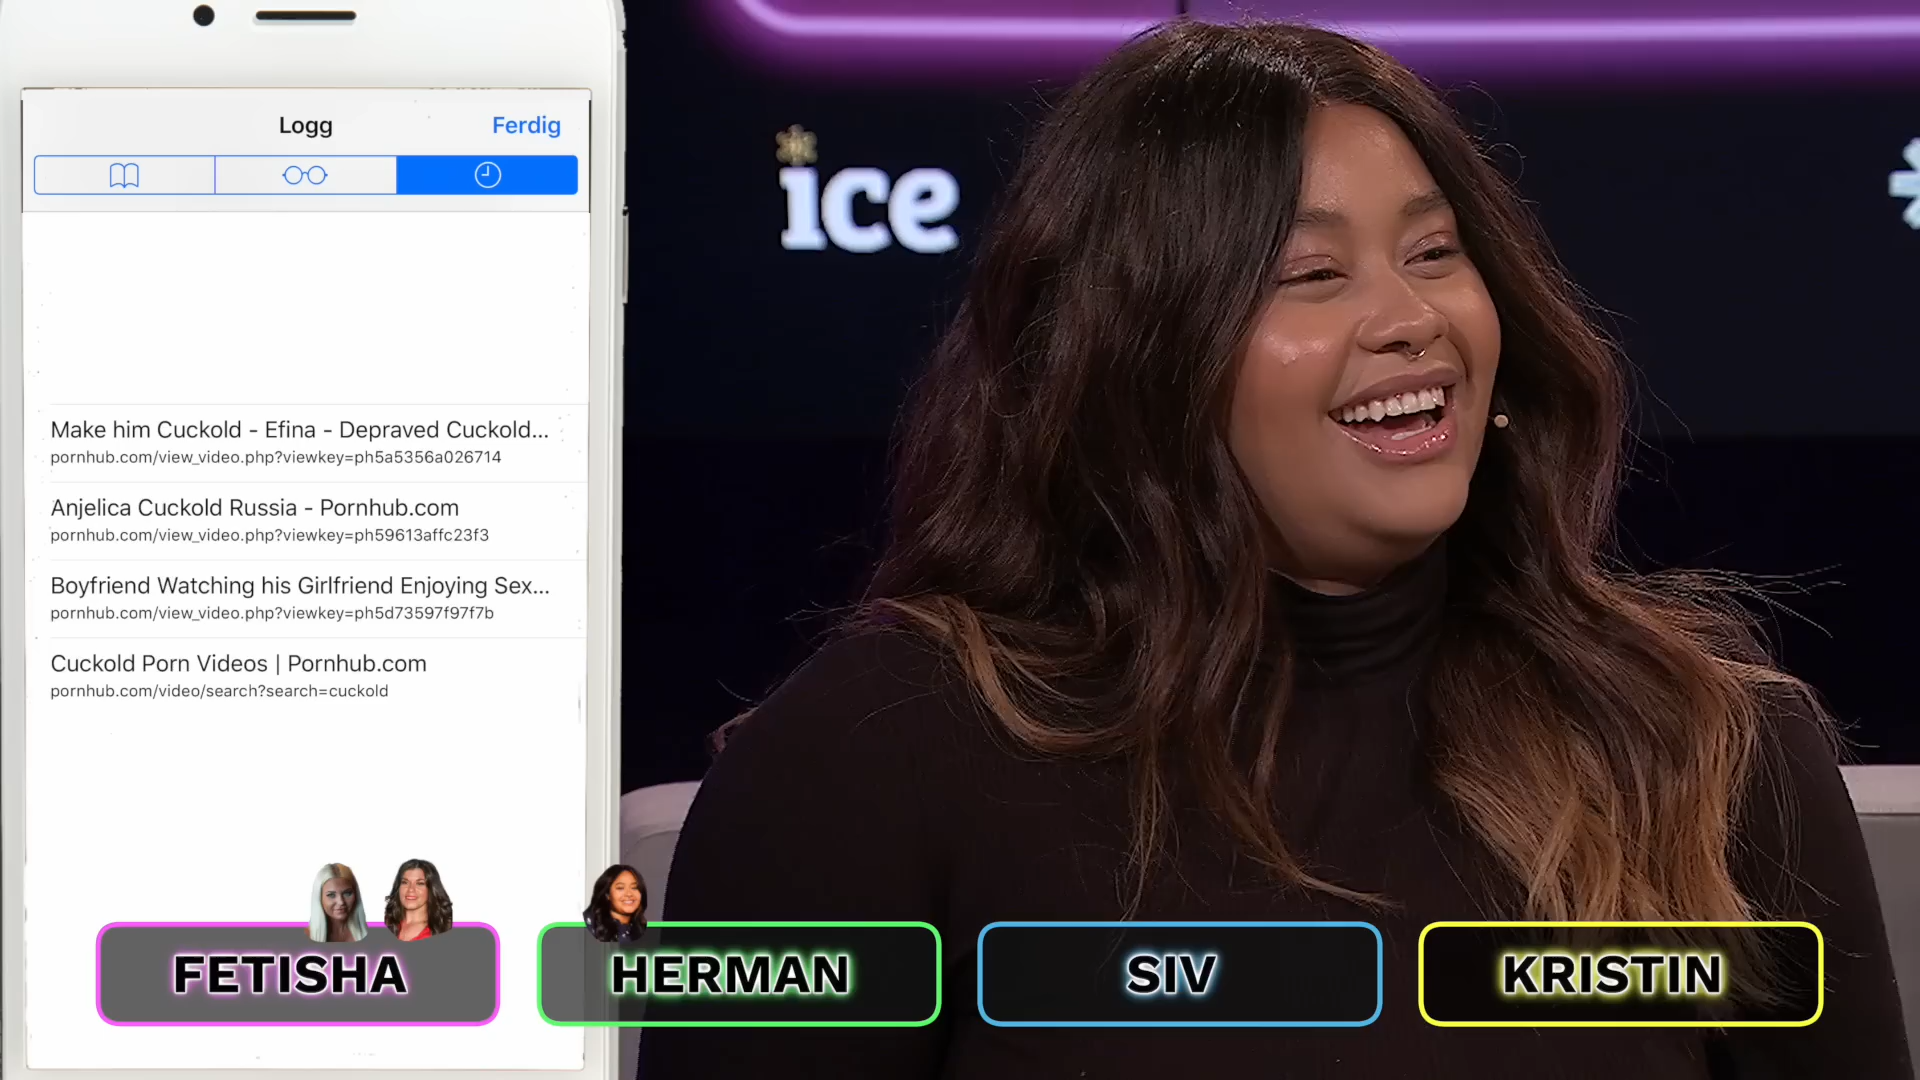 Logg
Ferdig
ice
Make him Cuckold - Efina - Depraved Cuckold...
pornhub.com/view_video.php?viewkey=ph5a5356a026714
Anjelica Cuckold Russia - Pornhub.com
pornhub.com/view_video.php?viewkey=ph59613affc23f3
Boyfriend Watching his Girlfriend Enjoying Sex...
pornhub.com/view_video.php?viewkey=ph5d73597f97f7b
Cuckold Porn Videos | Pornhub.com
pornhub.com/video/search?search=cuckold
FETISHA
HERMAN
SIV
KRISTIN